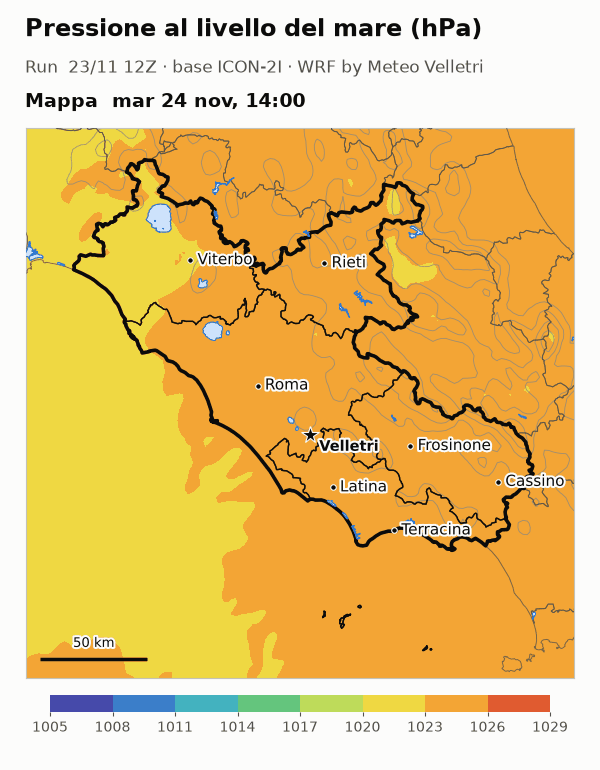 Pressione al livello del mare (hPa)
Run  23/11 12Z · base ICON-2I · WRF by Meteo Velletri
Mappa  mar 24 nov, 14:00
Viterbo
Rieti
Roma
Velletri
Frosinone
Cassino
Latina
Terracina
50 km
1005 1008 1011 1014 1017 1020 1023 1026 1029